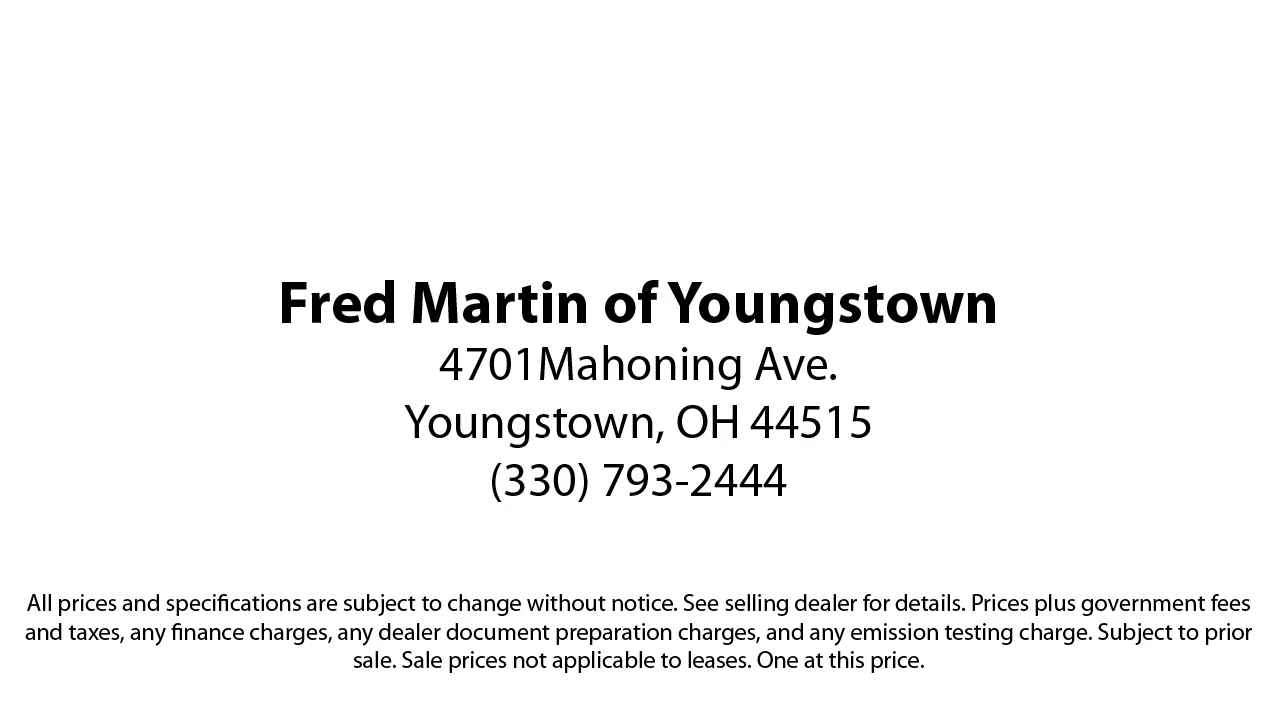 Fred Martin of Youngstown
4701Mahoning Ave.
Youngstown, OH 44515
(330) 793-2444
All prices and specifications are subject to change without notice. See selling dealer for details. Prices plus government fees
and taxes, any finance charges, any dealer document preparation charges, and any emission testing charge. Subject to prior
sale. Sale prices not applicable to leases. One at this price.